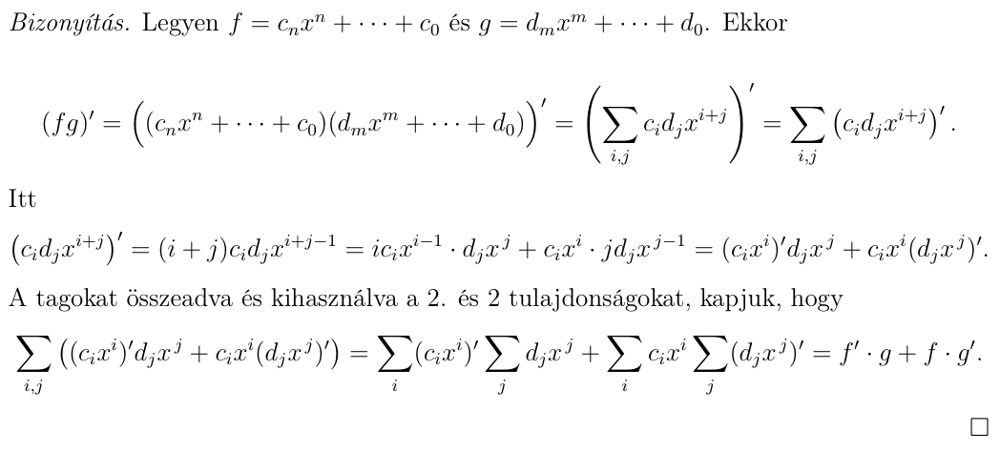 Bizonyítás. Legyen $f = c_n x^n + \cdots + c_0$ és $g = d_m x^m + \cdots + d_0$. Ekkor
$(fg)' = \Big((c_n x^n + \cdots + c_0)(d_m x^m + \cdots + d_0)\Big)' = \left(\sum_{i,j} c_i d_j x^{i+j}\right)' = \sum_{i,j} \left(c_i d_j x^{i+j}\right)'.$
Itt
$\left(c_i d_j x^{i+j}\right)' = (i+j)c_i d_j x^{i+j-1} = ic_i x^{i-1} \cdot d_j x^j + c_i x^i \cdot jd_j x^{j-1} = (c_i x^i)' d_j x^j + c_i x^i (d_j x^j)'.$
A tagokat összeadva és kihasználva a 2. és 2 tulajdonságokat, kapjuk, hogy
$\sum_{i,j} \left((c_i x^i)' d_j x^j + c_i x^i (d_j x^j)'\right) = \sum_i (c_i x^i)' \sum_j d_j x^j + \sum_i c_i x^i \sum_j (d_j x^j)' = f' \cdot g + f \cdot g'.$
□